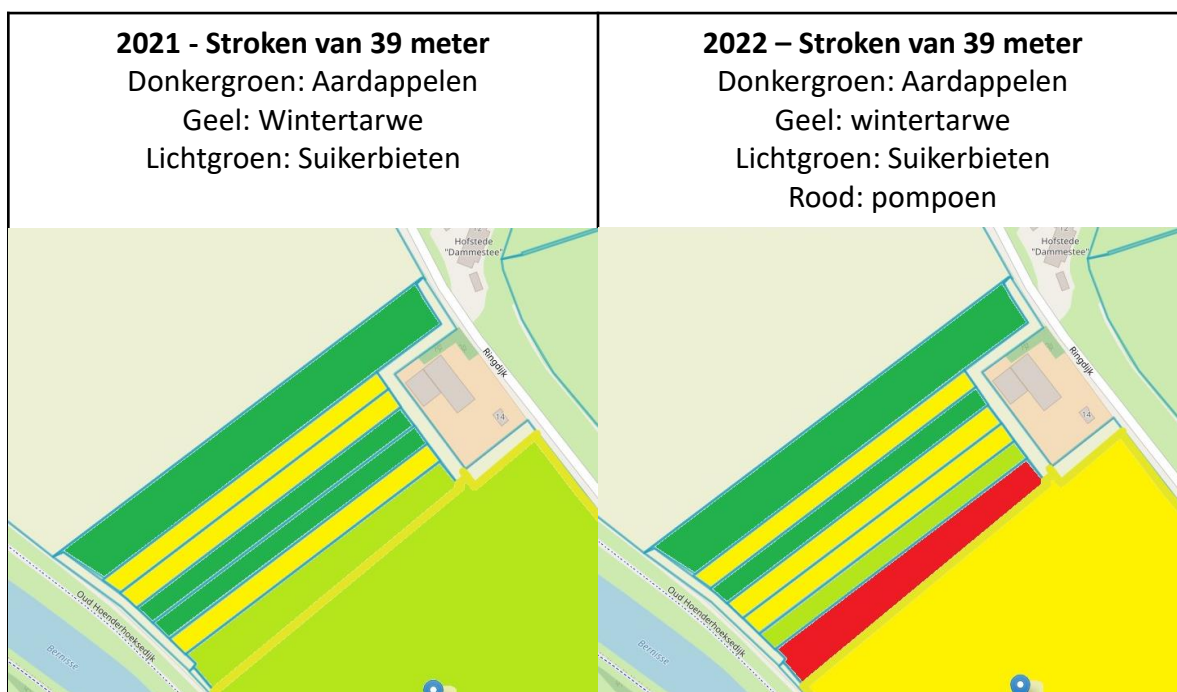 2021 - Stroken van 39 meter
Donkergroen: Aardappelen
Geel: Wintertarwe
Lichtgroen: Suikerbieten
2022 – Stroken van 39 meter
Donkergroen: Aardappelen
Geel: wintertarwe
Lichtgroen: Suikerbieten
Rood: pompoen
12
Hofstede
"Dammestee"
Ringdijk
14
Oud Hoenderhoeksedijk
Bernisse
12
Hofstede
"Dammestee"
Ringdijk
14
Oud Hoenderhoeksedijk
Bernisse